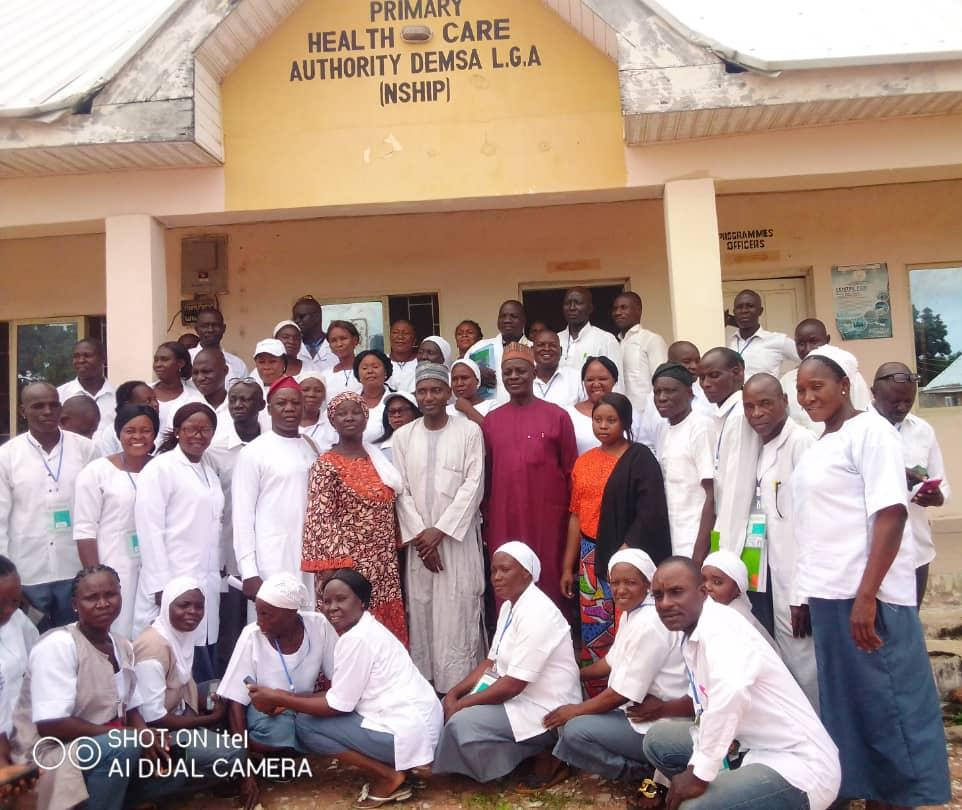 PRIMARY
HEALTH CARE
AUTHORITY DEMSA L.G.A
(NSHIP)
PROGRAMMES
OFFICERS
SHOT ON itel
AI DUAL CAMERA